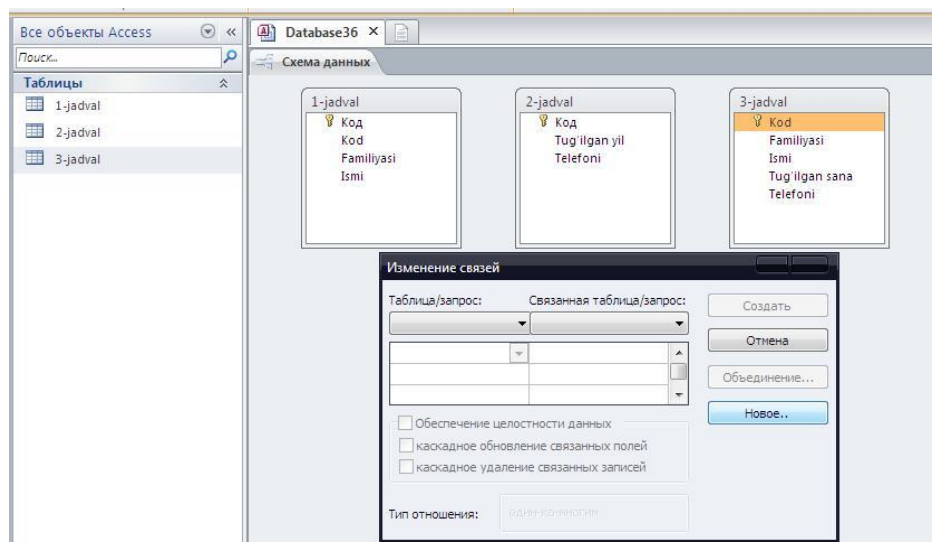 Все объекты Access
Database36
Поиск...
Схема данных
Таблицы
1-jadval
2-jadval
3-jadval
1-jadval
Код
Kod
Familiyasi
Ismi
2-jadval
Код
Tug'ilgan yil
Telefoni
3-jadval
Kod
Familiyasi
Ismi
Tug'ilgan sana
Telefoni
Изменение связей
Таблица/запрос: Связанная таблица/запрос:
Создать
Отмена
Объединение...
Новое..
Обеспечение целостности данных
каскадное обновление связанных полей
каскадное удаление связанных записей
Тип отношения: один-ко-многим